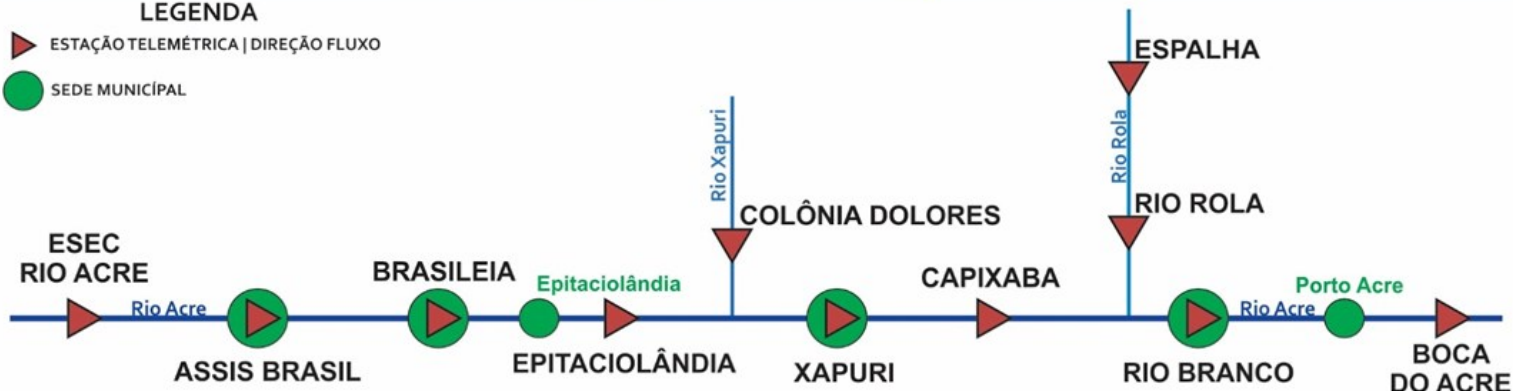 LEGENDA
ESTAÇÃO TELEMÉTRICA | DIREÇÃO FLUXO
SEDE MUNICÍPAL
ESPALHA
Rio Xapuri
Rio Rola
COLÔNIA DOLORES
RIO ROLA
ESEC
RIO ACRE
BRASILEIA
Epitaciolândia
CAPIXABA
Porto Acre
Rio Acre
Rio Acre
ASSIS BRASIL
EPITACIOLÂNDIA
XAPURI
RIO BRANCO
BOCA
DO ACRE